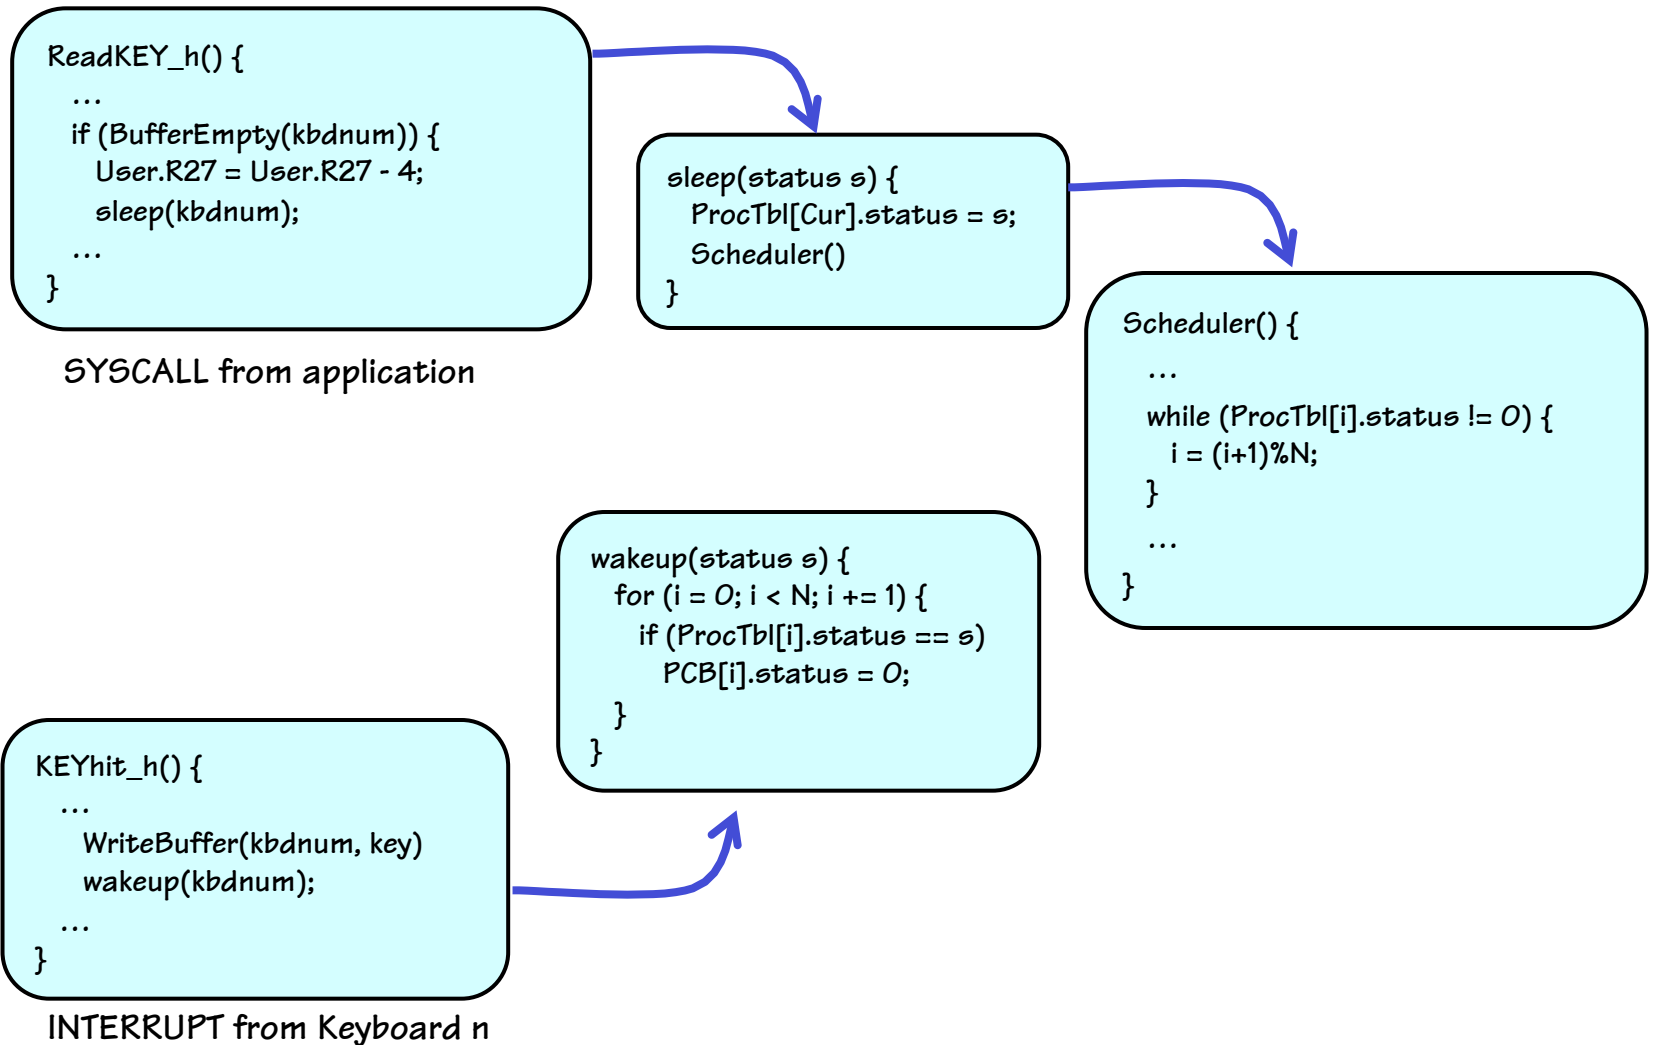 ReadKEY_h() {
...
if (BufferEmpty(kbdnum)) {
User.R27 = User.R27 - 4;
sleep(kbdnum);
...
}
SYSCALL from application
sleep(status s) {
ProcTbl[Cur].status = s;
Scheduler()
}
Scheduler() {
...
while (ProcTbl[i].status != 0) {
i = (i+1)%N;
}
...
}
wakeup(status s) {
for (i = 0; i < N; i += 1) {
if (ProcTbl[i].status == s)
PCB[i].status = 0;
}
}
KEYhit_h() {
...
WriteBuffer(kbdnum, key)
wakeup(kbdnum);
...
}
INTERRUPT from Keyboard n